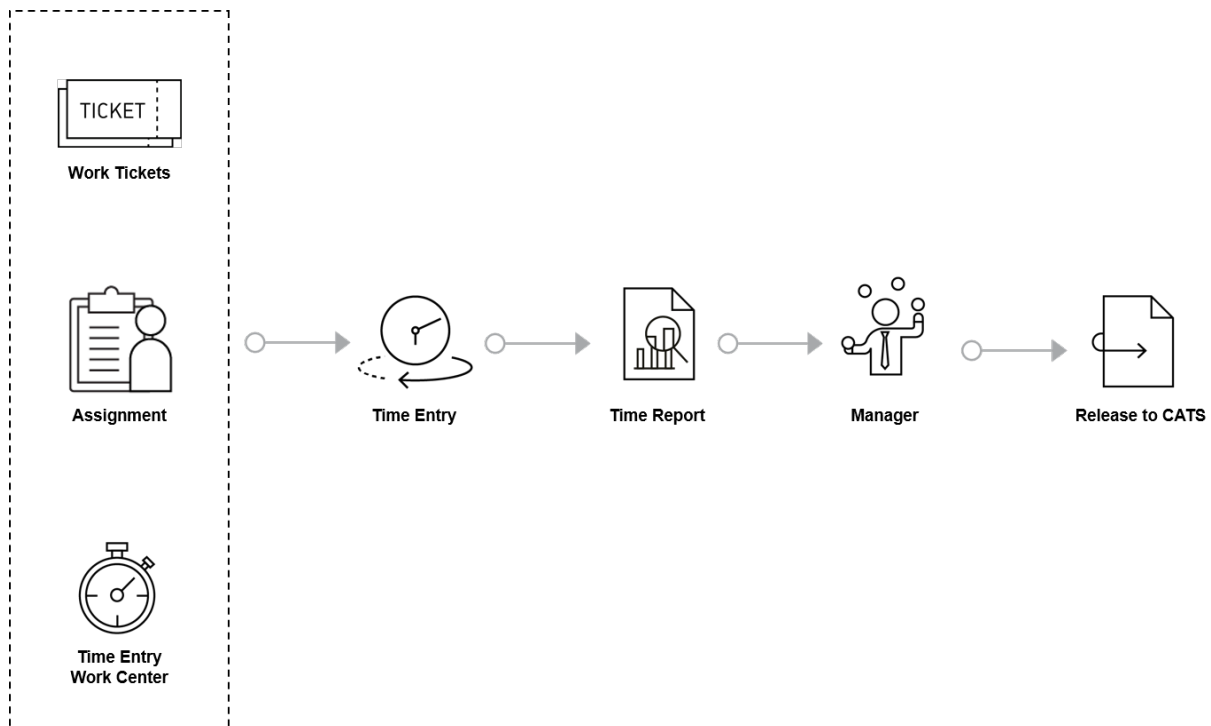 TICKET
Work Tickets
Assignment
Time Entry
Work Center
Time Entry
Time Report
Manager
Release to CATS